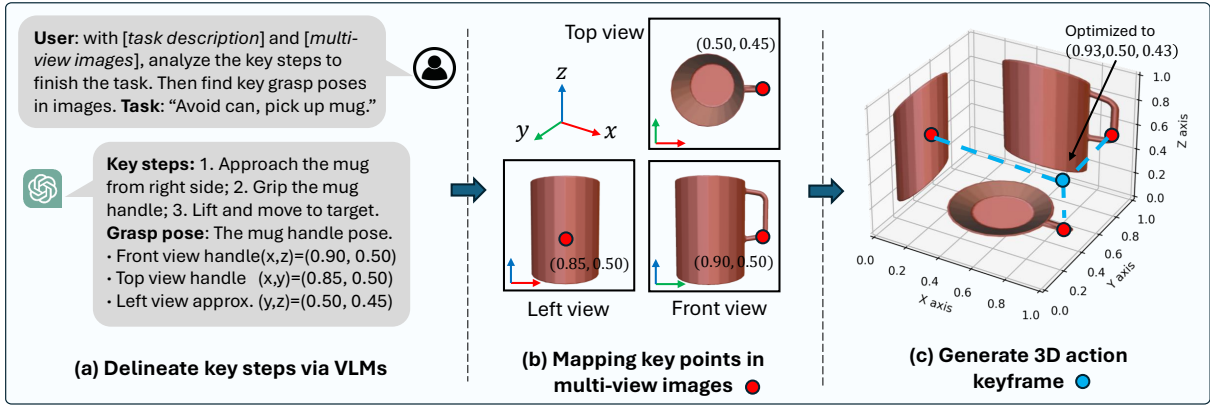 User: with [task description] and [multi-
view images], analyze the key steps to
finish the task. Then find key grasp poses
in images. Task: “Avoid can, pick up mug.”
Key steps: 1. Approach the mug
from right side; 2. Grip the mug
handle; 3. Lift and move to target.
Grasp pose: The mug handle pose.
· Front view handle(x,z)=(0.90, 0.50)
· Top view handle (x,y)=(0.85, 0.50)
· Left view approx. (y,z)=(0.50, 0.45)
(a) Delineate key steps via VLMs
Top view
(0.50, 0.45)
z
y
x
(0.85, 0.50)
(0.90, 0.50)
Left view
Front view
(b) Mapping key points in
multi-view images
Optimized to
(0.93,0.50, 0.43)
1.0
0.8
0.6
0.4
0.2
0.0
Z axis
1.0
0.8
0.6
0.4
0.2
0.0
Y axis
0.0
0.2
0.4
0.6
0.8
1.0
X axis
(c) Generate 3D action
keyframe